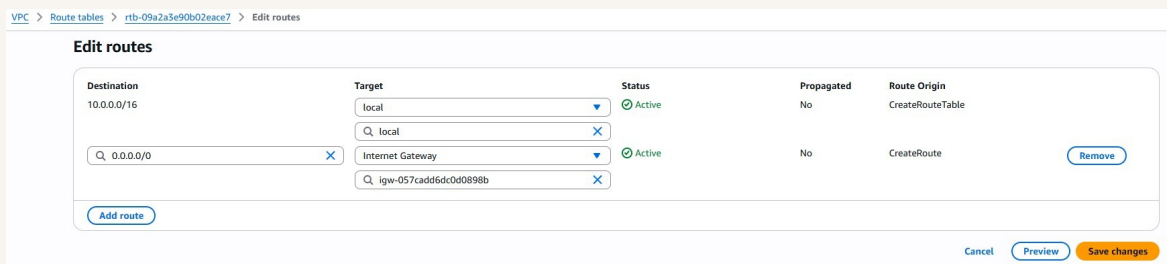 VPC > Route tables > rtb-09a2a3e90b02eace7 > Edit routes
Edit routes
Destination Target Status Propagated Route Origin
10.0.0.0/16 local Active No CreateRouteTable
local
0.0.0.0/0 Internet Gateway Active No CreateRoute Remove
igw-057cadd6dc0d0898b
Add route
Cancel Preview Save changes